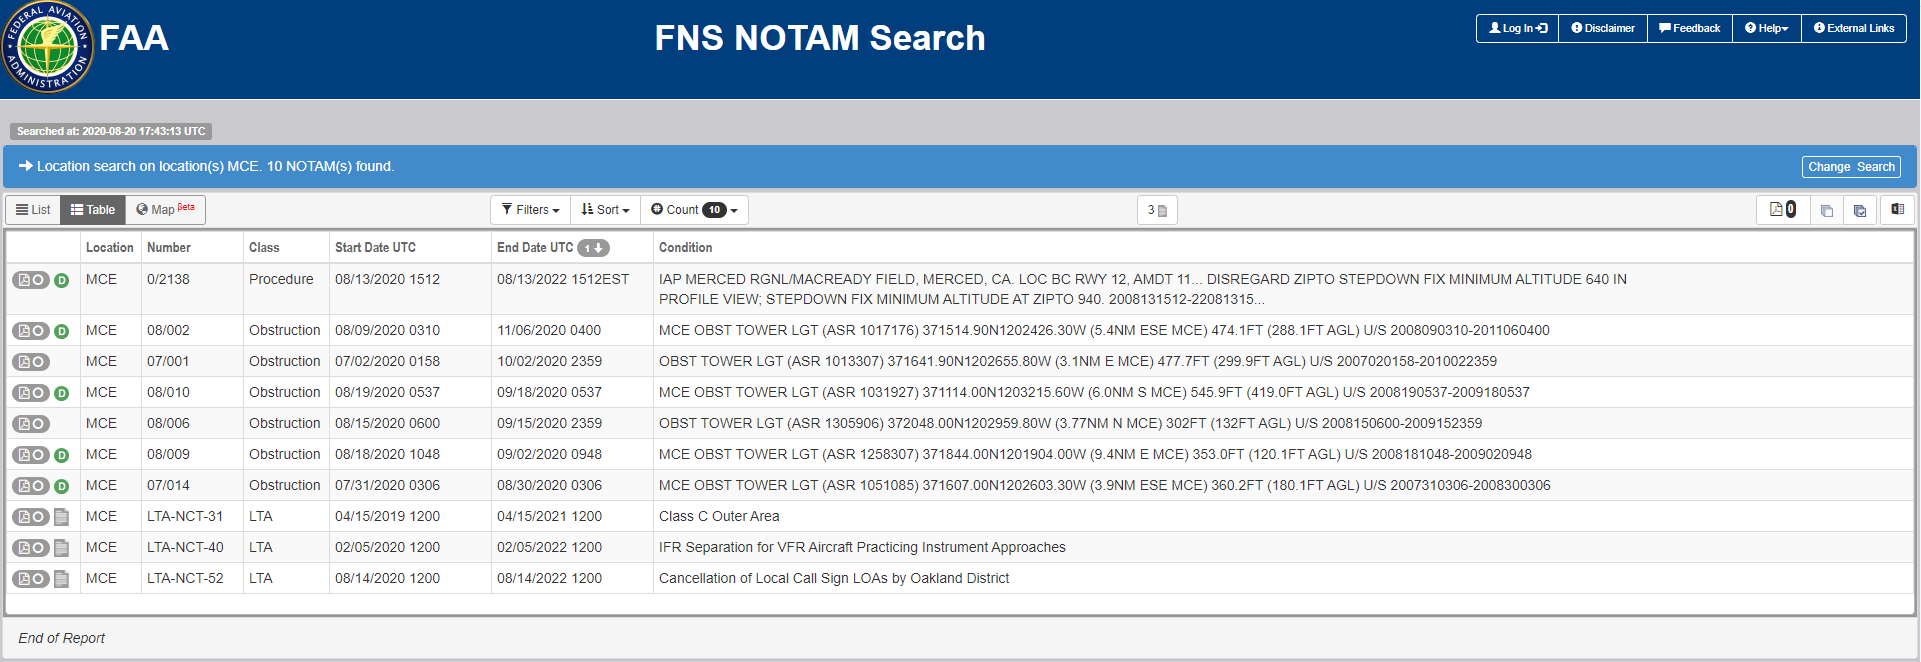 FEDERAL AVIATION
ADMINISTRATION
FAA
FNS NOTAM Search
Log In
Disclaimer
Feedback
Help
External Links
Searched at: 2020-08-20 17:43:13 UTC
Location search on location(s) MCE. 10 NOTAM(s) found.
Change Search
List
Table
Map Beta
Filters
Sort
Count 10
3
0
Location Number Class Start Date UTC End Date UTC 1 Condition
O D MCE 0/2138 Procedure 08/13/2020 1512 08/13/2022 1512EST IAP MERCED RGNL/MACREADY FIELD, MERCED, CA. LOC BC RWY 12, AMDT 11... DISREGARD ZIPTO STEPDOWN FIX MINIMUM ALTITUDE 640 IN
PROFILE VIEW; STEPDOWN FIX MINIMUM ALTITUDE AT ZIPTO 940. 2008131512-22081315...
O D MCE 08/002 Obstruction 08/09/2020 0310 11/06/2020 0400 MCE OBST TOWER LGT (ASR 1017176) 371514.90N1202426.30W (5.4NM ESE MCE) 474.1FT (288.1FT AGL) U/S 2008090310-2011060400
O MCE 07/001 Obstruction 07/02/2020 0158 10/02/2020 2359 OBST TOWER LGT (ASR 1013307) 371641.90N1202655.80W (3.1NM E MCE) 477.7FT (299.9FT AGL) U/S 2007020158-2010022359
O D MCE 08/010 Obstruction 08/19/2020 0537 09/18/2020 0537 MCE OBST TOWER LGT (ASR 1031927) 371114.00N1203215.60W (6.0NM S MCE) 545.9FT (419.0FT AGL) U/S 2008190537-2009180537
O MCE 08/006 Obstruction 08/15/2020 0600 09/15/2020 2359 OBST TOWER LGT (ASR 1305906) 372048.00N1202959.80W (3.77NM N MCE) 302FT (132FT AGL) U/S 2008150600-2009152359
O D MCE 08/009 Obstruction 08/18/2020 1048 09/02/2020 0948 MCE OBST TOWER LGT (ASR 1258307) 371844.00N1201904.00W (9.4NM E MCE) 353.0FT (120.1FT AGL) U/S 2008181048-2009020948
O D MCE 07/014 Obstruction 07/31/2020 0306 08/30/2020 0306 MCE OBST TOWER LGT (ASR 1051085) 371607.00N1202603.30W (3.9NM ESE MCE) 360.2FT (180.1FT AGL) U/S 2007310306-2008300306
O MCE LTA-NCT-31 LTA 04/15/2019 1200 04/15/2021 1200 Class C Outer Area
O MCE LTA-NCT-40 LTA 02/05/2020 1200 02/05/2022 1200 IFR Separation for VFR Aircraft Practicing Instrument Approaches
O MCE LTA-NCT-52 LTA 08/14/2020 1200 08/14/2022 1200 Cancellation of Local Call Sign LOAs by Oakland District
End of Report